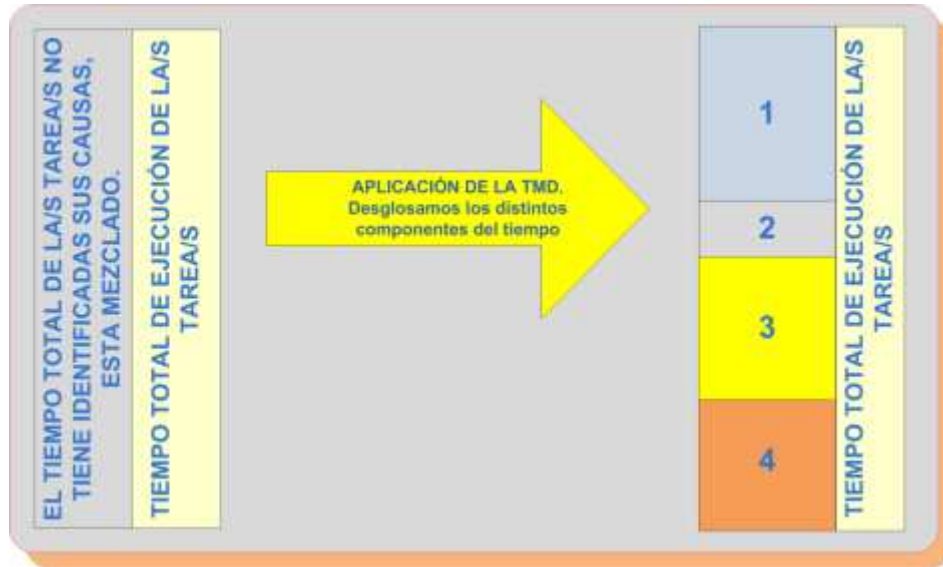 EL TIEMPO TOTAL DE LA/S TAREA/S NO
TIENE IDENTIFICADAS SUS CAUSAS,
ESTA MEZCLADO.
TIEMPO TOTAL DE EJECUCIÓN DE LA/S
TAREA/S
APLICACIÓN DE LA TMD.
Desglosamos los distintos
componentes del tiempo
1
2
3
4
TIEMPO TOTAL DE EJECUCIÓN DE LA/S
TAREA/S